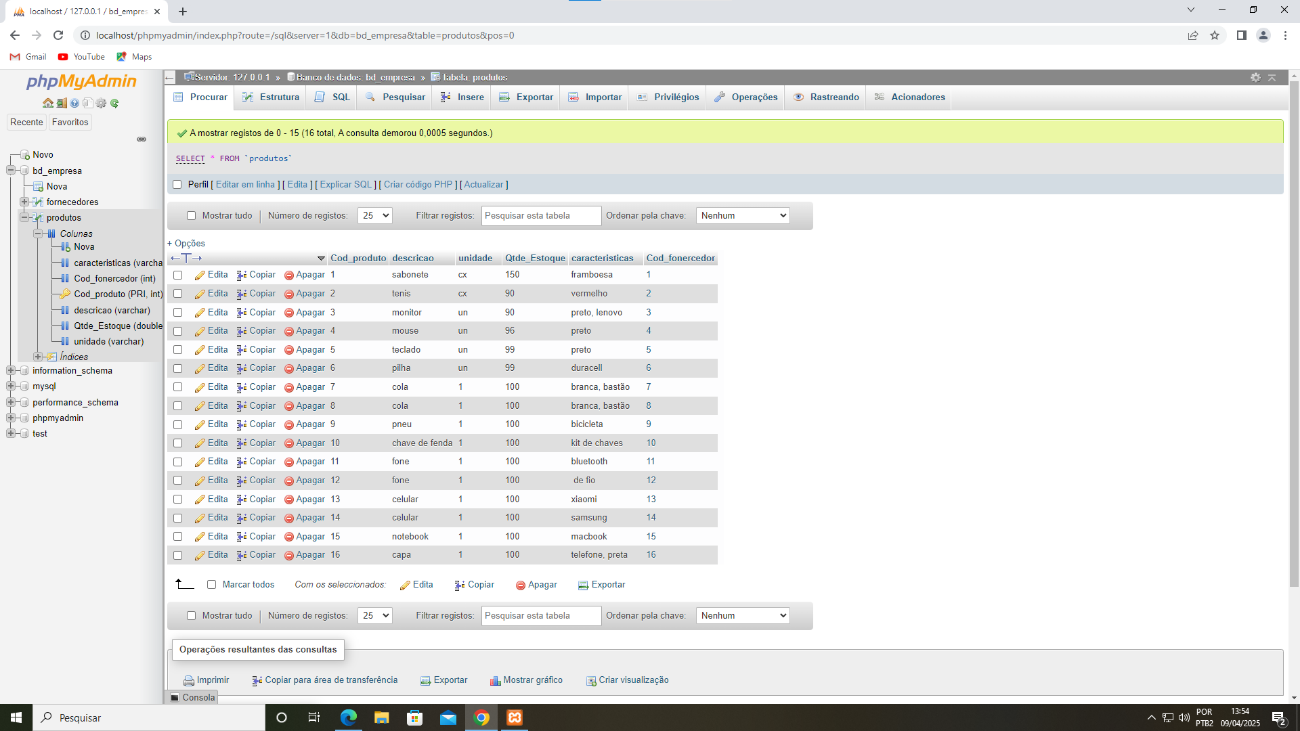 localhost / 127.0.0.1 / bd_empres
localhost/phpmyadmin/index.php?route=/sql&server=1&db=bd_empresa&table=produtos&pos=0
Gmail YouTube Maps
phpMyAdmin
Recente Favoritos
Novo
bd_empresa
Nova
fornecedores
produtos
Colunas
Nova
caracteristicas (varcha
Cod_fonercedor (int)
Cod_produto (PRI, int)
descricao (varchar)
Qtde_Estoque (double
unidade (varchar)
Índices
information_schema
mysql
performance_schema
phpmyadmin
test
Servidor: 127.0.0.1 » Banco de dados: bd_empresa » Tabela: produtos
Procurar Estrutura SQL Pesquisar Insere Exportar Importar Privilégios Operações Rastreando Acionadores
A mostrar registos de 0 - 15 (16 total, A consulta demorou 0,0005 segundos.)
SELECT * FROM `produtos`
Perfil [ Editar em linha ] [ Edita ] [ Explicar SQL ] [ Criar código PHP ] [ Actualizar ]
Mostrar tudo Número de registos: 25 Filtrar registos: Pesquisar esta tabela Ordenar pela chave: Nenhum
+ Opções
←T→ Cod_produto descricao unidade Qtde_Estoque caracteristicas Cod_fonercedor
Edita Copiar Apagar 1 sabonete cx 150 framboesa 1
Edita Copiar Apagar 2 tenis cx 90 vermelho 2
Edita Copiar Apagar 3 monitor un 90 preto, lenovo 3
Edita Copiar Apagar 4 mouse un 96 preto 4
Edita Copiar Apagar 5 teclado un 99 preto 5
Edita Copiar Apagar 6 pilha un 99 duracell 6
Edita Copiar Apagar 7 cola 1 100 branca, bastão 7
Edita Copiar Apagar 8 cola 1 100 branca, bastão 8
Edita Copiar Apagar 9 pneu 1 100 bicicleta 9
Edita Copiar Apagar 10 chave de fenda 1 100 kit de chaves 10
Edita Copiar Apagar 11 fone 1 100 bluetooth 11
Edita Copiar Apagar 12 fone 1 100 de fio 12
Edita Copiar Apagar 13 celular 1 100 xiaomi 13
Edita Copiar Apagar 14 celular 1 100 samsung 14
Edita Copiar Apagar 15 notebook 1 100 macbook 15
Edita Copiar Apagar 16 capa 1 100 telefone, preta 16
Marcar todos Com os seleccionados: Edita Copiar Apagar Exportar
Mostrar tudo Número de registos: 25 Filtrar registos: Pesquisar esta tabela Ordenar pela chave: Nenhum
Operações resultantes das consultas
Imprimir Copiar para área de transferência Exportar Mostrar gráfico Criar visualização
Consola
Pesquisar
POR
PTB2
13:54
09/04/2025
2